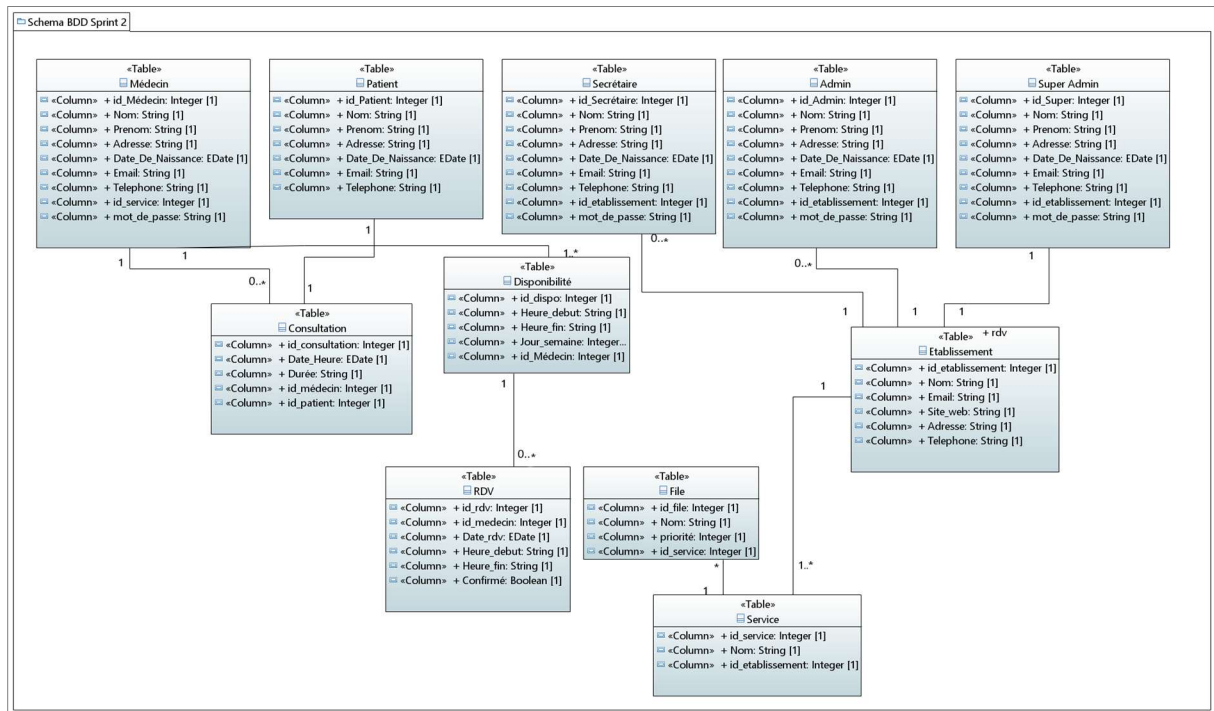 Schema BDD Sprint 2
«Table»
Médecin
«Column» + id_Médecin: Integer [1]
«Column» + Nom: String [1]
«Column» + Prenom: String [1]
«Column» + Adresse: String [1]
«Column» + Date_De_Naissance: EDate [1]
«Column» + Email: String [1]
«Column» + Telephone: String [1]
«Column» + id_service: Integer [1]
«Column» + mot_de_passe: String [1]
«Table»
Patient
«Column» + id_Patient: Integer [1]
«Column» + Nom: String [1]
«Column» + Prenom: String [1]
«Column» + Adresse: String [1]
«Column» + Date_De_Naissance: EDate [1]
«Column» + Email: String [1]
«Column» + Telephone: String [1]
«Table»
Secrétaire
«Column» + id_Secrétaire: Integer [1]
«Column» + Nom: String [1]
«Column» + Prenom: String [1]
«Column» + Adresse: String [1]
«Column» + Date_De_Naissance: EDate [1]
«Column» + Email: String [1]
«Column» + Telephone: String [1]
«Column» + id_etablissement: Integer [1]
«Column» + mot_de_passe: String [1]
«Table»
Admin
«Column» + id_Admin: Integer [1]
«Column» + Nom: String [1]
«Column» + Prenom: String [1]
«Column» + Adresse: String [1]
«Column» + Date_De_Naissance: EDate [1]
«Column» + Email: String [1]
«Column» + Telephone: String [1]
«Column» + id_etablissement: Integer [1]
«Column» + mot_de_passe: String [1]
«Table»
Super Admin
«Column» + id_Super: Integer [1]
«Column» + Nom: String [1]
«Column» + Prenom: String [1]
«Column» + Adresse: String [1]
«Column» + Date_De_Naissance: EDate [1]
«Column» + Email: String [1]
«Column» + Telephone: String [1]
«Column» + id_etablissement: Integer [1]
«Column» + mot_de_passe: String [1]
1
1
1
1..*
0..*
0..*
1
0..*
1
1
1
1
«Table»
Consultation
«Column» + id_consultation: Integer [1]
«Column» + Date_Heure: EDate [1]
«Column» + Durée: String [1]
«Column» + id_médecin: Integer [1]
«Column» + id_patient: Integer [1]
«Table»
Disponibilité
«Column» + id_dispo: Integer [1]
«Column» + Heure_debut: String [1]
«Column» + Heure_fin: String [1]
«Column» + Jour_semaine: Integer...
«Column» + id_Médecin: Integer [1]
«Table»
+ rdv
Etablissement
«Column» + id_etablissement: Integer [1]
«Column» + Nom: String [1]
«Column» + Email: String [1]
«Column» + Site_web: String [1]
«Column» + Adresse: String [1]
«Column» + Telephone: String [1]
1
1
0..*
«Table»
RDV
«Column» + id_rdv: Integer [1]
«Column» + id_medecin: Integer [1]
«Column» + Date_rdv: EDate [1]
«Column» + Heure_debut: String [1]
«Column» + Heure_fin: String [1]
«Column» + Confirmé: Boolean [1]
«Table»
File
«Column» + id_file: Integer [1]
«Column» + Nom: String [1]
«Column» + priorité: Integer [1]
«Column» + id_service: Integer [1]
*
1..*
1
«Table»
Service
«Column» + id_service: Integer [1]
«Column» + Nom: String [1]
«Column» + id_etablissement: Integer [1]